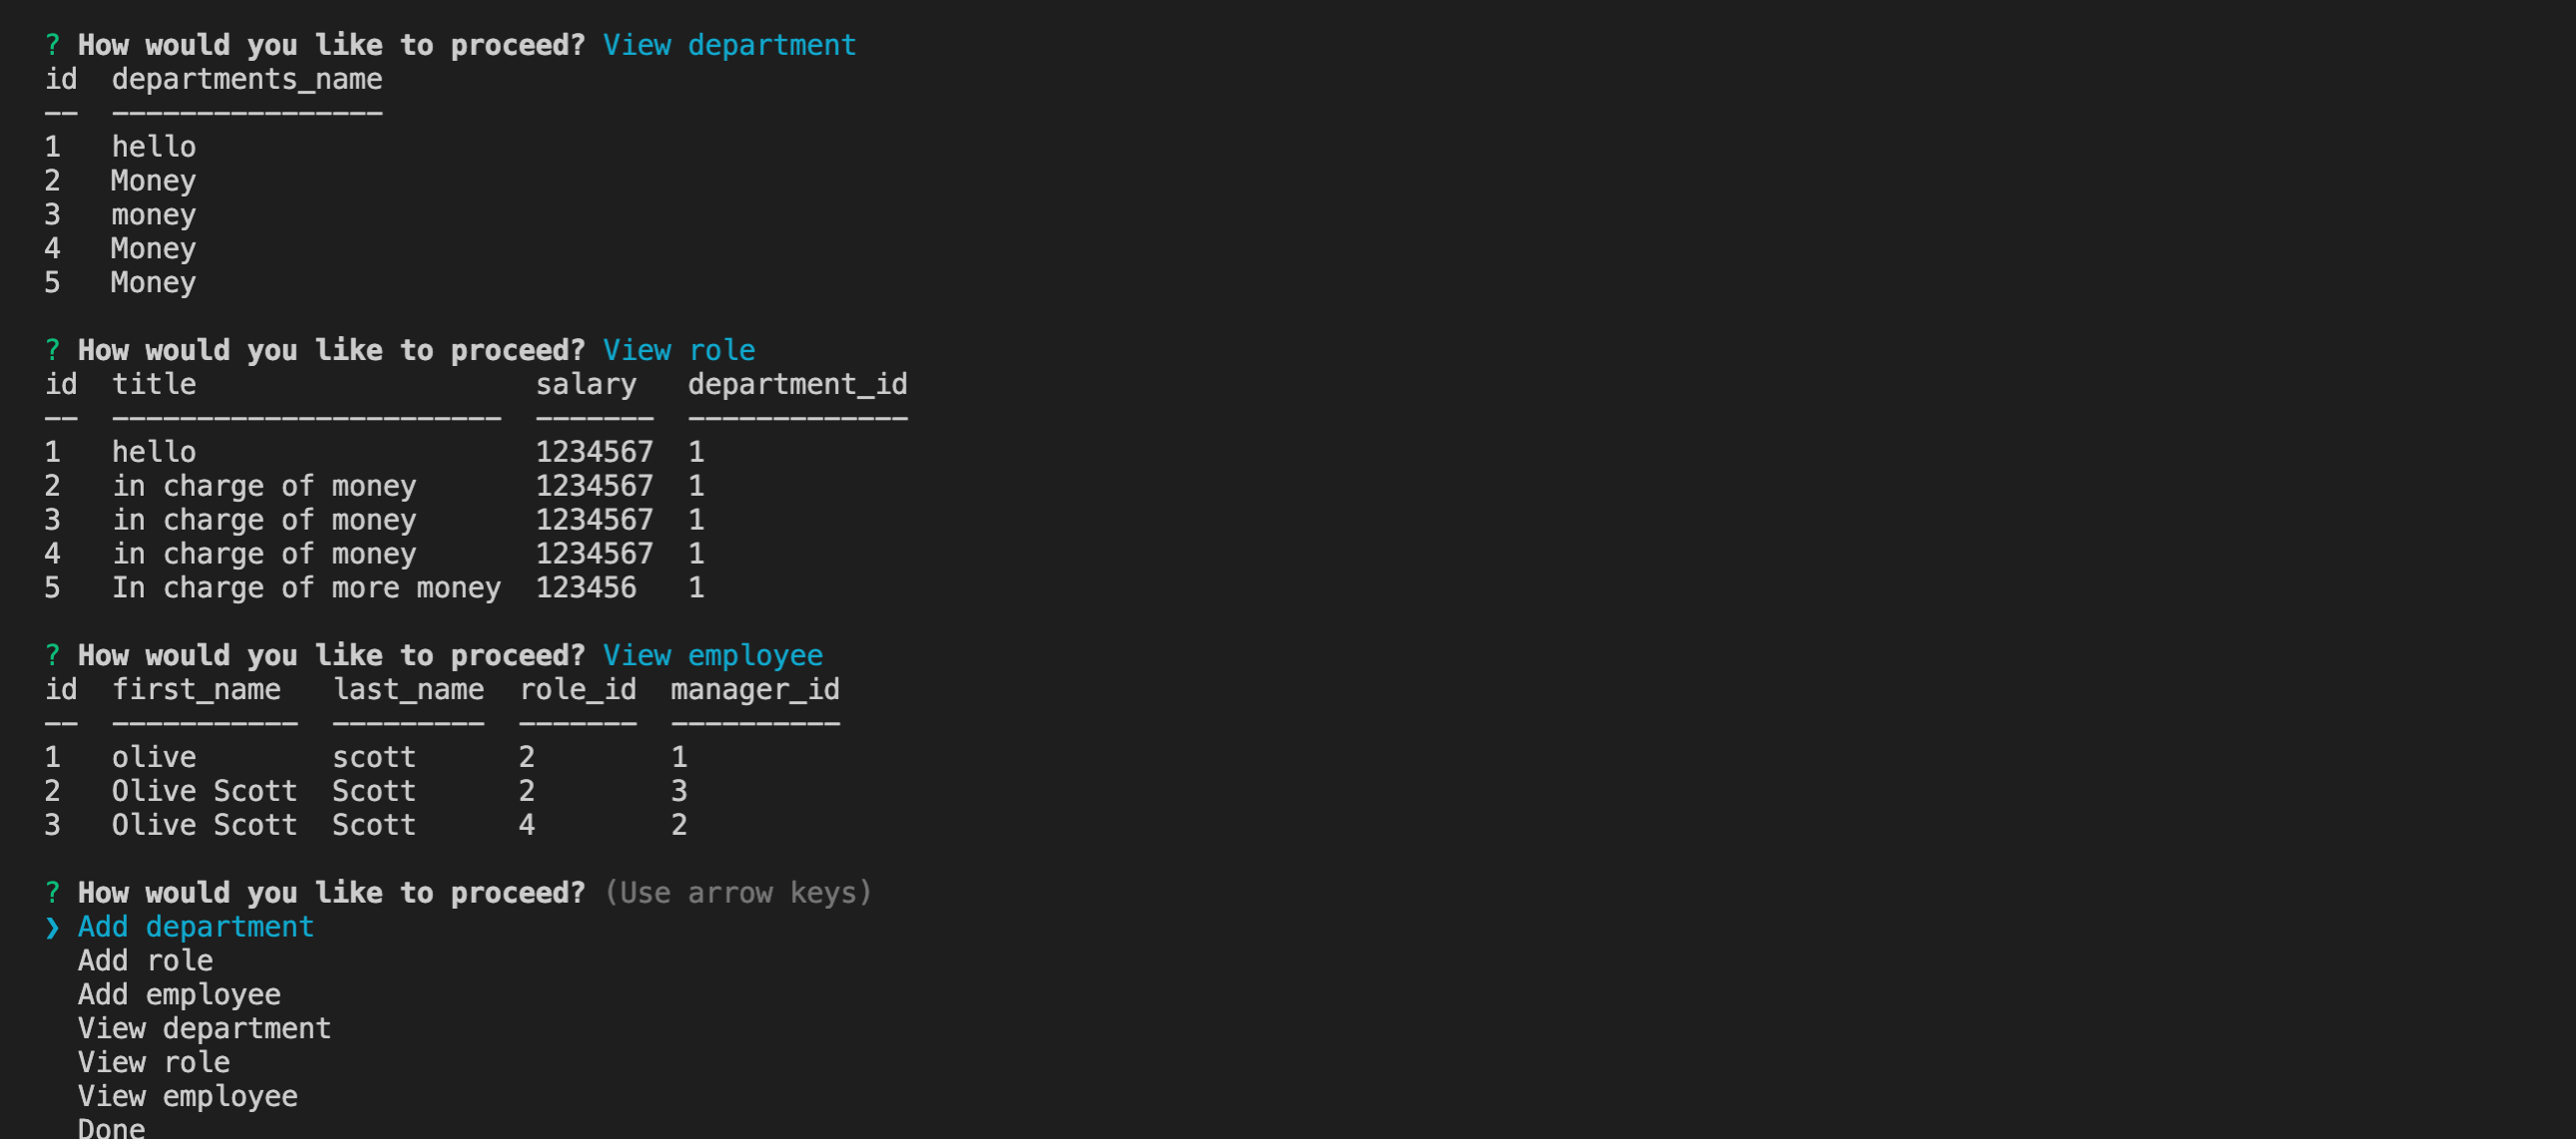 ? How would you like to proceed? View department
id  departments_name
--  ----------------
1   hello
2   Money
3   money
4   Money
5   Money
? How would you like to proceed? View role
id  title                    salary   department_id
--  -----------------------  -------  -------------
1   hello                    1234567  1
2   in charge of money       1234567  1
3   in charge of money       1234567  1
4   in charge of money       1234567  1
5   In charge of more money  123456   1
? How would you like to proceed? View employee
id  first_name   last_name  role_id  manager_id
--  -----------  ---------  -------  ----------
1   olive        scott      2        1
2   Olive Scott  Scott      2        3
3   Olive Scott  Scott      4        2
? How would you like to proceed? (Use arrow keys)
❯ Add department
  Add role
  Add employee
  View department
  View role
  View employee
  Done